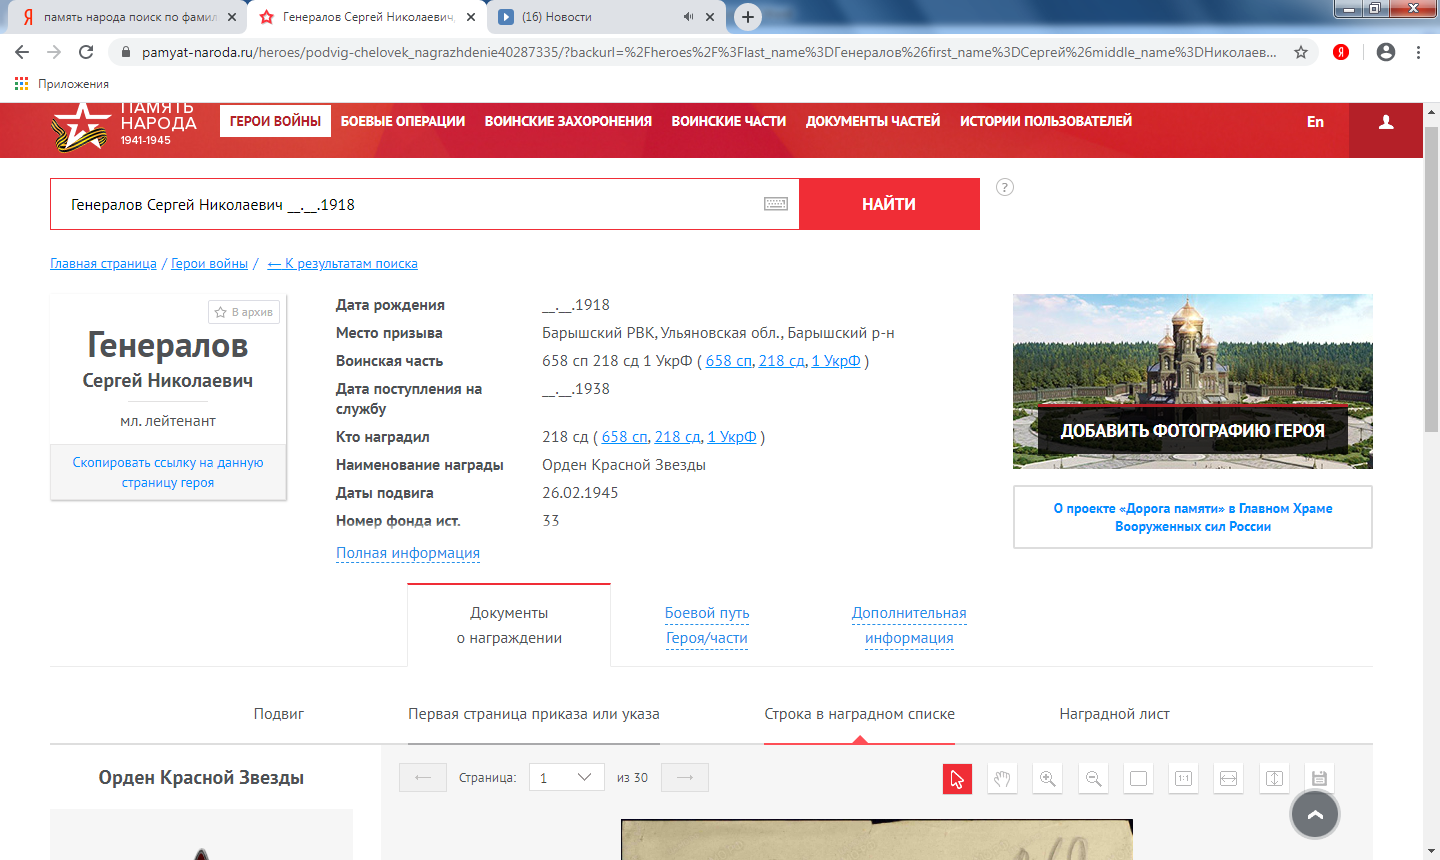 память народа поиск по фамил
Генералов Сергей Николаевич
(16) Новости
pamyat-naroda.ru/heroes/podvig-chelovek_nagrazhdenie40287335/?backurl=%2Fheroes%2F%3Flast_name%3DГенералов%26first_name%3DСергей%26middle_name%3DНиколаев...
Приложения
ПАМЯТЬ
НАРОДА
1941-1945
ГЕРОИ ВОЙНЫ БОЕВЫЕ ОПЕРАЦИИ ВОИНСКИЕ ЗАХОРОНЕНИЯ ВОИНСКИЕ ЧАСТИ ДОКУМЕНТЫ ЧАСТЕЙ ИСТОРИИ ПОЛЬЗОВАТЕЛЕЙ En
Генералов Сергей Николаевич __.__.1918
НАЙТИ
?
Главная страница / Герои войны / ← К результатам поиска
В архив
Генералов
Сергей Николаевич
мл. лейтенант
Скопировать ссылку на данную
страницу героя
Дата рождения __.__.1918
Место призыва Барышский РВК, Ульяновская обл., Барышский р-н
Воинская часть 658 сп 218 сд 1 УкрФ ( 658 сп, 218 сд, 1 УкрФ )
Дата поступления на
службу __.__.1938
Кто наградил 218 сд ( 658 сп, 218 сд, 1 УкрФ )
Наименование награды Орден Красной Звезды
Даты подвига 26.02.1945
Номер фонда ист. 33
Полная информация
ДОБАВИТЬ ФОТОГРАФИЮ ГЕРОЯ
О проекте «Дорога памяти» в Главном Храме
Вооруженных сил России
Документы
о награждении
Боевой путь
Героя/части
Дополнительная
информация
Подвиг Первая страница приказа или указа Строка в наградном списке Наградной лист
Орден Красной Звезды
Страница: 1 из 30
1:1